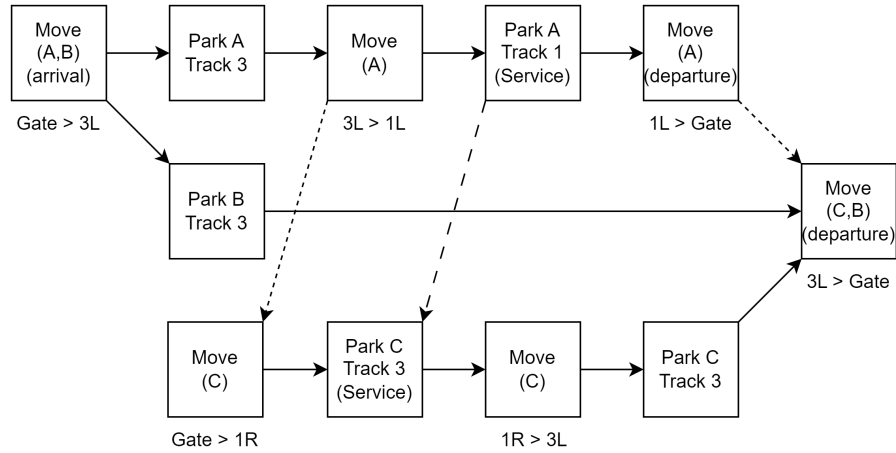 Move
(A,B)
(arrival)
Gate > 3L
Park A
Track 3
Move
(A)
3L > 1L
Park A
Track 1
(Service)
Move
(A)
(departure)
1L > Gate
Park B
Track 3
Move
(C,B)
(departure)
3L > Gate
Move
(C)
Gate > 1R
Park C
Track 3
(Service)
Move
(C)
1R > 3L
Park C
Track 3